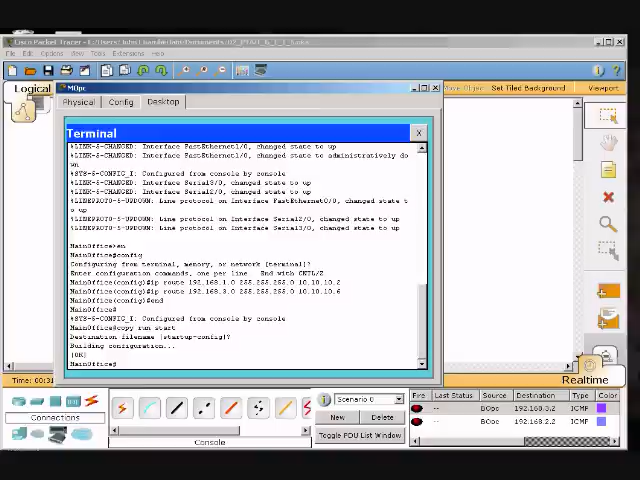 File Edit Options View Tools Extensions Help
Logical
Set Tiled Background
Viewport
MOpc
Physical
Config
Desktop
Terminal
X
%LINK-5-CHANGED: Interface FastEthernet1/0, changed state to up
%LINK-5-CHANGED: Interface FastEthernet1/0, changed state to administratively do
wn
%SYS-5-CONFIG_I: Configured from console by console
%LINK-5-CHANGED: Interface Serial3/0, changed state to up
%LINK-5-CHANGED: Interface Serial2/0, changed state to up
%LINEPROTO-5-UPDOWN: Line protocol on Interface FastEthernet0/0, changed state t
o up
%LINEPROTO-5-UPDOWN: Line protocol on Interface Serial2/0, changed state to up
%LINEPROTO-5-UPDOWN: Line protocol on Interface Serial3/0, changed state to up
MainOffice>en
MainOffice#config
Configuring from terminal, memory, or network [terminal]?
Enter configuration commands, one per line. End with CNTL/Z.
MainOffice(config)#ip route 192.168.1.0 255.255.255.0 10.10.10.2
MainOffice(config)#ip route 192.168.3.0 255.255.255.0 10.10.10.6
MainOffice(config)#end
MainOffice#
%SYS-5-CONFIG_I: Configured from console by console
MainOffice#copy run start
Destination filename [startup-config]?
Building configuration...
[OK]
MainOffice#
Realtime
Connections
Console
Scenario 0
New
Delete
Toggle PDU List Window
Fire Last Status Source Destination Type Color
-- BOpc 192.168.3.2 ICMP
-- BOpc 192.168.2.2 ICMP